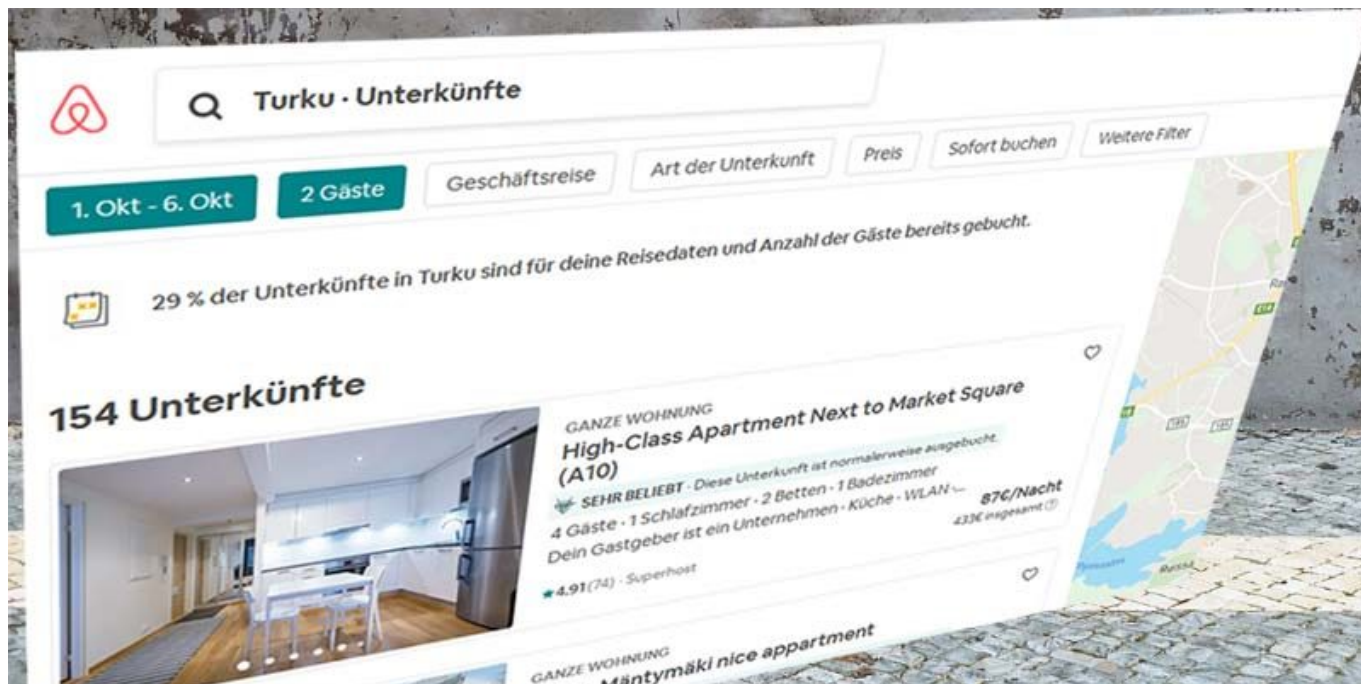 Turku · Unterkünfte
1. Okt - 6. Okt
2 Gäste
Geschäftsreise
Art der Unterkunft
Preis
Sofort buchen
Weitere Filter
29 % der Unterkünfte in Turku sind für deine Reisedaten und Anzahl der Gäste bereits gebucht.
154 Unterkünfte
GANZE WOHNUNG
High-Class Apartment Next to Market Square
(A10)
SEHR BELIEBT · Diese Unterkunft ist normalerweise ausgebucht.
4 Gäste · 1 Schlafzimmer · 2 Betten · 1 Badezimmer
Dein Gastgeber ist ein Unternehmen · Küche · WLAN · ...
87€/Nacht
433€ insgesamt
4.91 (74) · Superhost
GANZE WOHNUNG
Mäntymäki nice appartment
E18
185
185